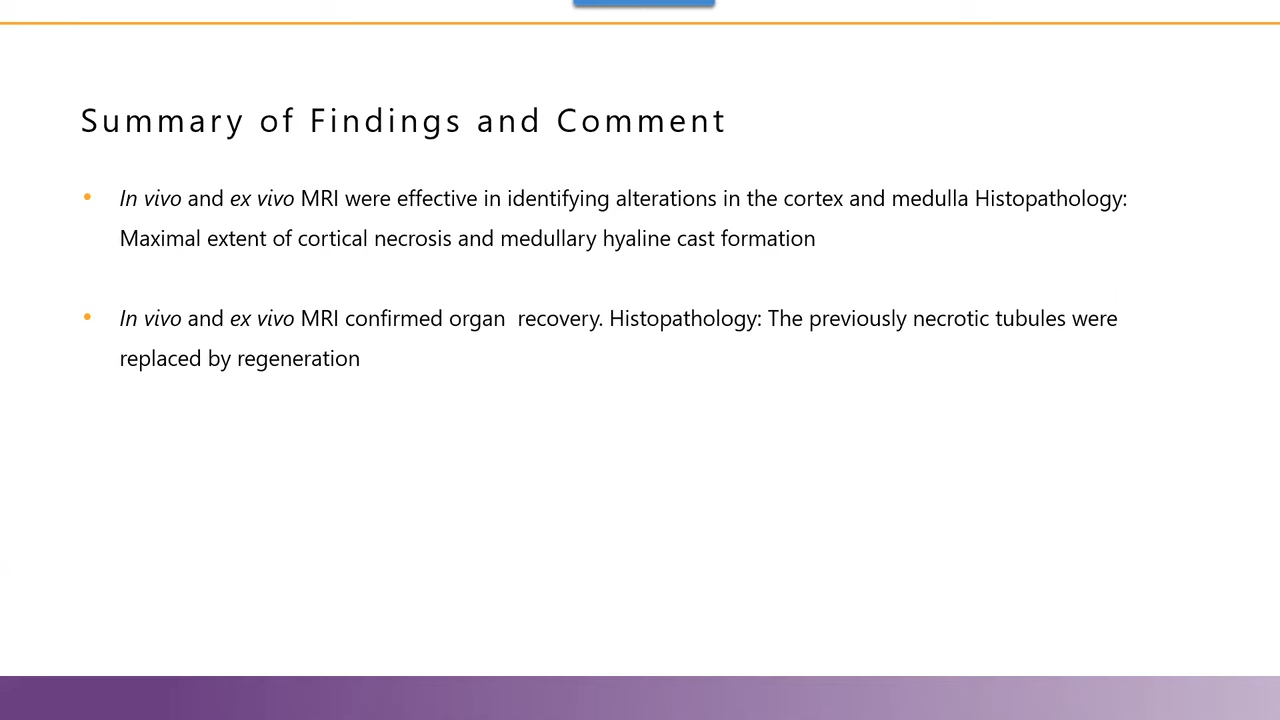 Summary of Findings and Comment
• In vivo and ex vivo MRI were effective in identifying alterations in the cortex and medulla Histopathology:
Maximal extent of cortical necrosis and medullary hyaline cast formation
• In vivo and ex vivo MRI confirmed organ  recovery. Histopathology: The previously necrotic tubules were
replaced by regeneration